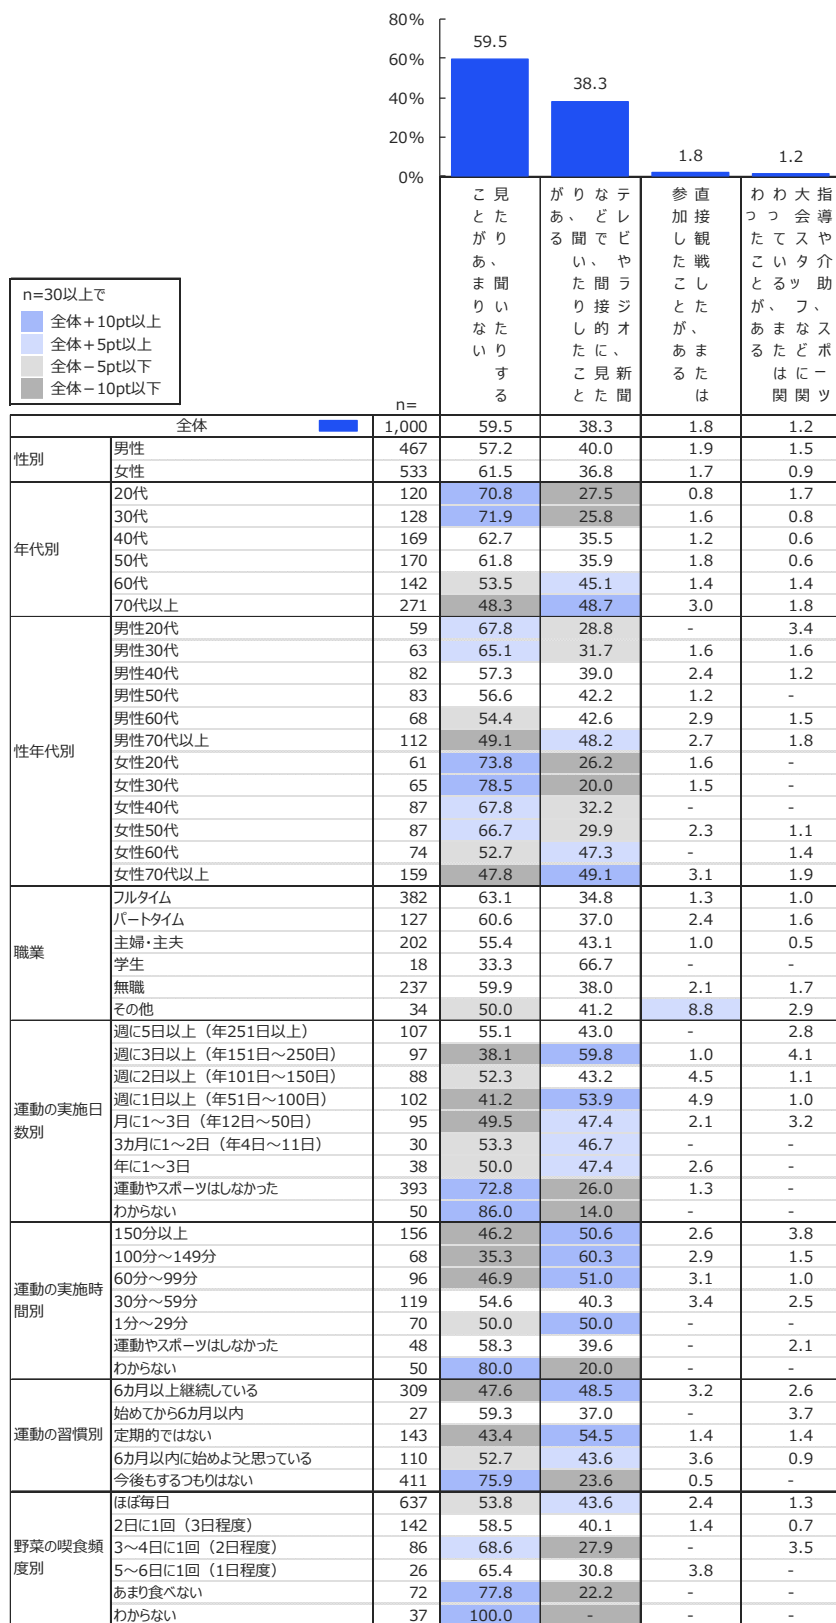 80%
60%
40%
20%
0%
59.5
38.3
1.8
1.2
見たり、聞いたりする
ことがあまりない
テレビやラジオ、新聞
などで、間接的に見た
り、聞いたりしたこと
がある
直接観戦した、または
参加したことがある
指導や介助、スポーツ
大会スタッフなどに関
わっている、または関
わったことがある
n=30以上で
全体+10pt以上
全体+5pt以上
全体-5pt以下
全体-10pt以下
n=
全体 1,000 59.5 38.3 1.8 1.2
性別
男性 467 57.2 40.0 1.9 1.5
女性 533 61.5 36.8 1.7 0.9
年代別
20代 120 70.8 27.5 0.8 1.7
30代 128 71.9 25.8 1.6 0.8
40代 169 62.7 35.5 1.2 0.6
50代 170 61.8 35.9 1.8 0.6
60代 142 53.5 45.1 1.4 1.4
70代以上 271 48.3 48.7 3.0 1.8
性年代別
男性20代 59 67.8 28.8 - 3.4
男性30代 63 65.1 31.7 1.6 1.6
男性40代 82 57.3 39.0 2.4 1.2
男性50代 83 56.6 42.2 1.2 -
男性60代 68 54.4 42.6 2.9 1.5
男性70代以上 112 49.1 48.2 2.7 1.8
女性20代 61 73.8 26.2 1.6 -
女性30代 65 78.5 20.0 1.5 -
女性40代 87 67.8 32.2 - -
女性50代 87 66.7 29.9 2.3 1.1
女性60代 74 52.7 47.3 - 1.4
女性70代以上 159 47.8 49.1 3.1 1.9
職業
フルタイム 382 63.1 34.8 1.3 1.0
パートタイム 127 60.6 37.0 2.4 1.6
主婦・主夫 202 55.4 43.1 1.0 0.5
学生 18 33.3 66.7 - -
無職 237 59.9 38.0 2.1 1.7
その他 34 50.0 41.2 8.8 2.9
運動の実施日数別
週に5日以上（年251日以上） 107 55.1 43.0 - 2.8
週に3日以上（年151日～250日） 97 38.1 59.8 1.0 4.1
週に2日以上（年101日～150日） 88 52.3 43.2 4.5 1.1
週に1日以上（年51日～100日） 102 41.2 53.9 4.9 1.0
月に1～3日（年12日～50日） 95 49.5 47.4 2.1 3.2
3カ月に1～2日（年4日～11日） 30 53.3 46.7 - -
年に1～3日 38 50.0 47.4 2.6 -
運動やスポーツはしなかった 393 72.8 26.0 1.3 -
わからない 50 86.0 14.0 - -
運動の実施時間別
150分以上 156 46.2 50.6 2.6 3.8
100分～149分 68 35.3 60.3 2.9 1.5
60分～99分 96 46.9 51.0 3.1 1.0
30分～59分 119 54.6 40.3 3.4 2.5
1分～29分 70 50.0 50.0 - -
運動やスポーツはしなかった 48 58.3 39.6 - 2.1
わからない 50 80.0 20.0 - -
運動の習慣別
6カ月以上継続している 309 47.6 48.5 3.2 2.6
始めてから6カ月以内 27 59.3 37.0 - 3.7
定期的ではない 143 43.4 54.5 1.4 1.4
6カ月以内に始めようと思っている 110 52.7 43.6 3.6 0.9
今後もするつもりはない 411 75.9 23.6 0.5 -
野菜の喫食頻度別
ほぼ毎日 637 53.8 43.6 2.4 1.3
2日に1回（3日程度） 142 58.5 40.1 1.4 0.7
3～4日に1回（2日程度） 86 68.6 27.9 - 3.5
5～6日に1回（1日程度） 26 65.4 30.8 3.8 -
あまり食べない 72 77.8 22.2 - -
わからない 37 100.0 - - -